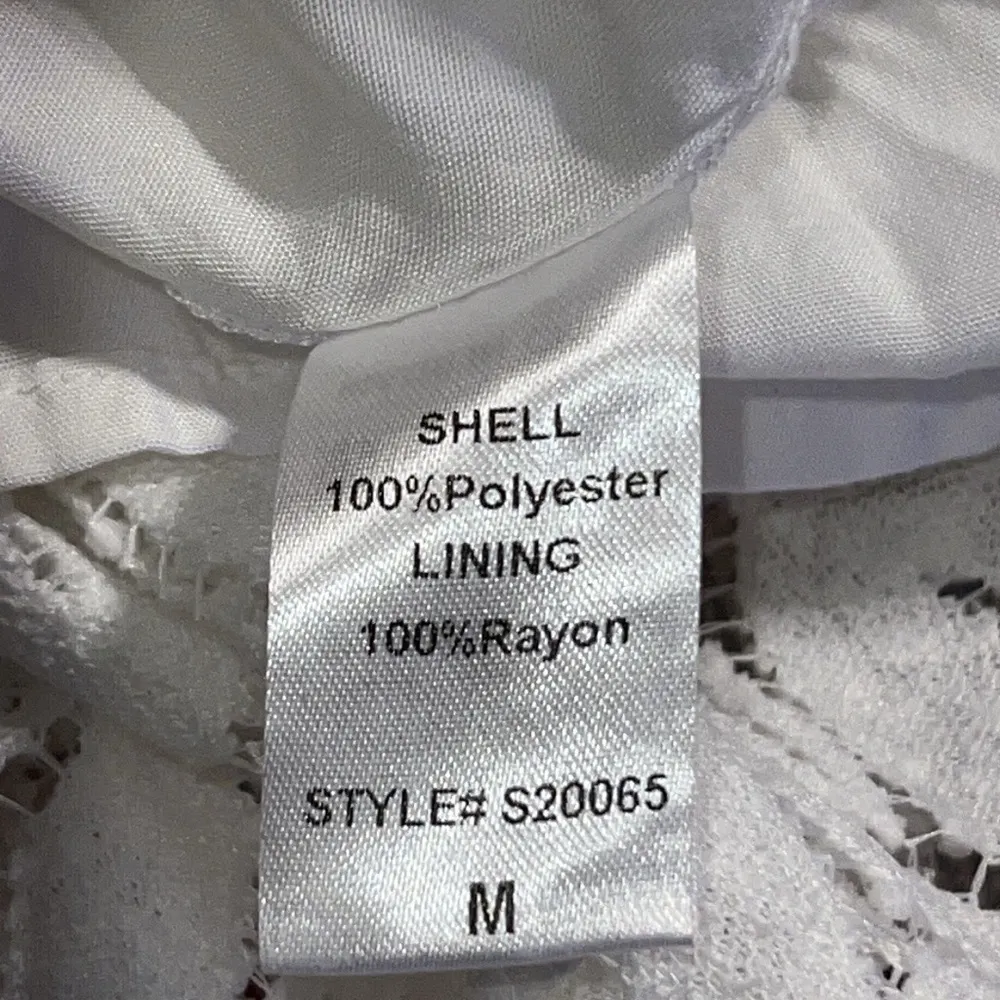 SHELL
100%Polyester
LINING
100%Rayon
STYLE# S20065
M